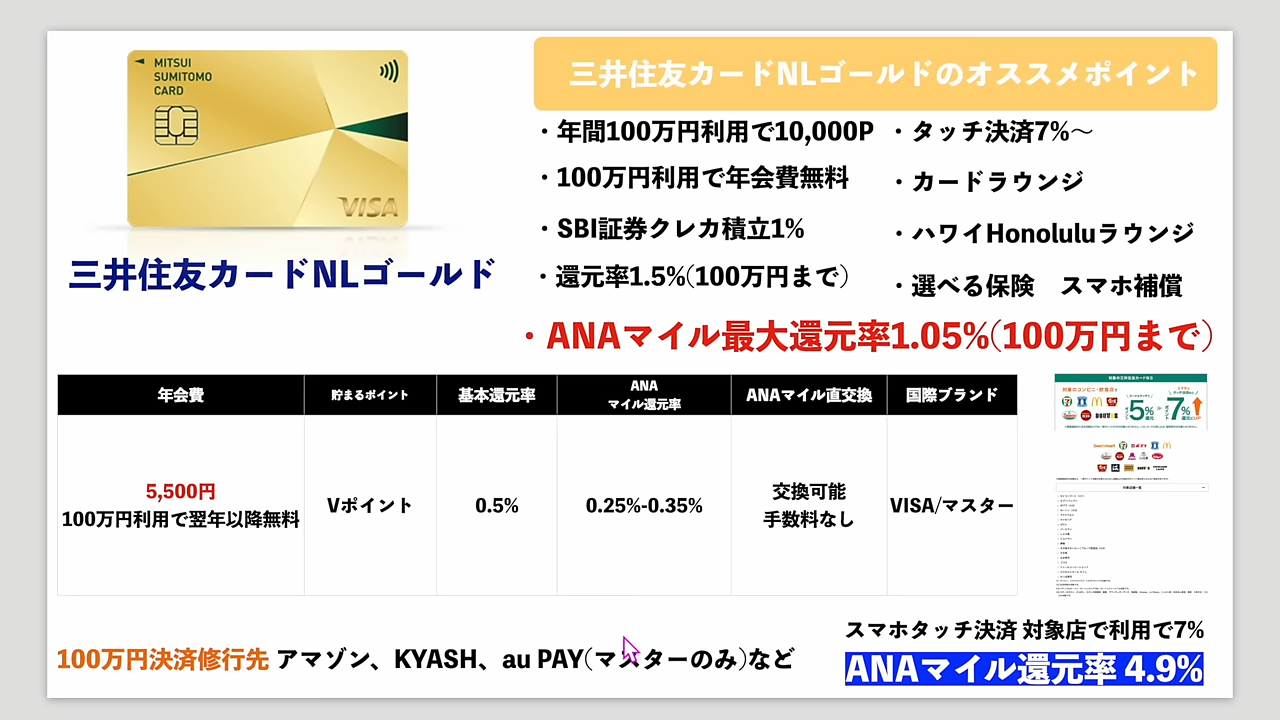 MITSUI
SUMITOMO
CARD
VISA
三井住友カードNLゴールド
三井住友カードNLゴールドのオススメポイント
・年間100万円利用で10,000P
・100万円利用で年会費無料
・SBI証券クレカ積立1%
・還元率1.5%(100万円まで)
・タッチ決済7%～
・カードラウンジ
・ハワイHonoluluラウンジ
・選べる保険　スマホ補償
・ANAマイル最大還元率1.05%(100万円まで)
年会費
貯まるポイント
基本還元率
ANA
マイル還元率
ANAマイル直交換
国際ブランド
5,500円
100万円利用で翌年以降無料
Vポイント
0.5%
0.25%-0.35%
交換可能
手数料なし
VISA/マスター
5%
還元
7%
還元
対象店舗一覧
スマホタッチ決済 対象店で利用で7%
ANAマイル還元率 4.9%
100万円決済修行先 アマゾン、KYASH、au PAY(マスターのみ)など